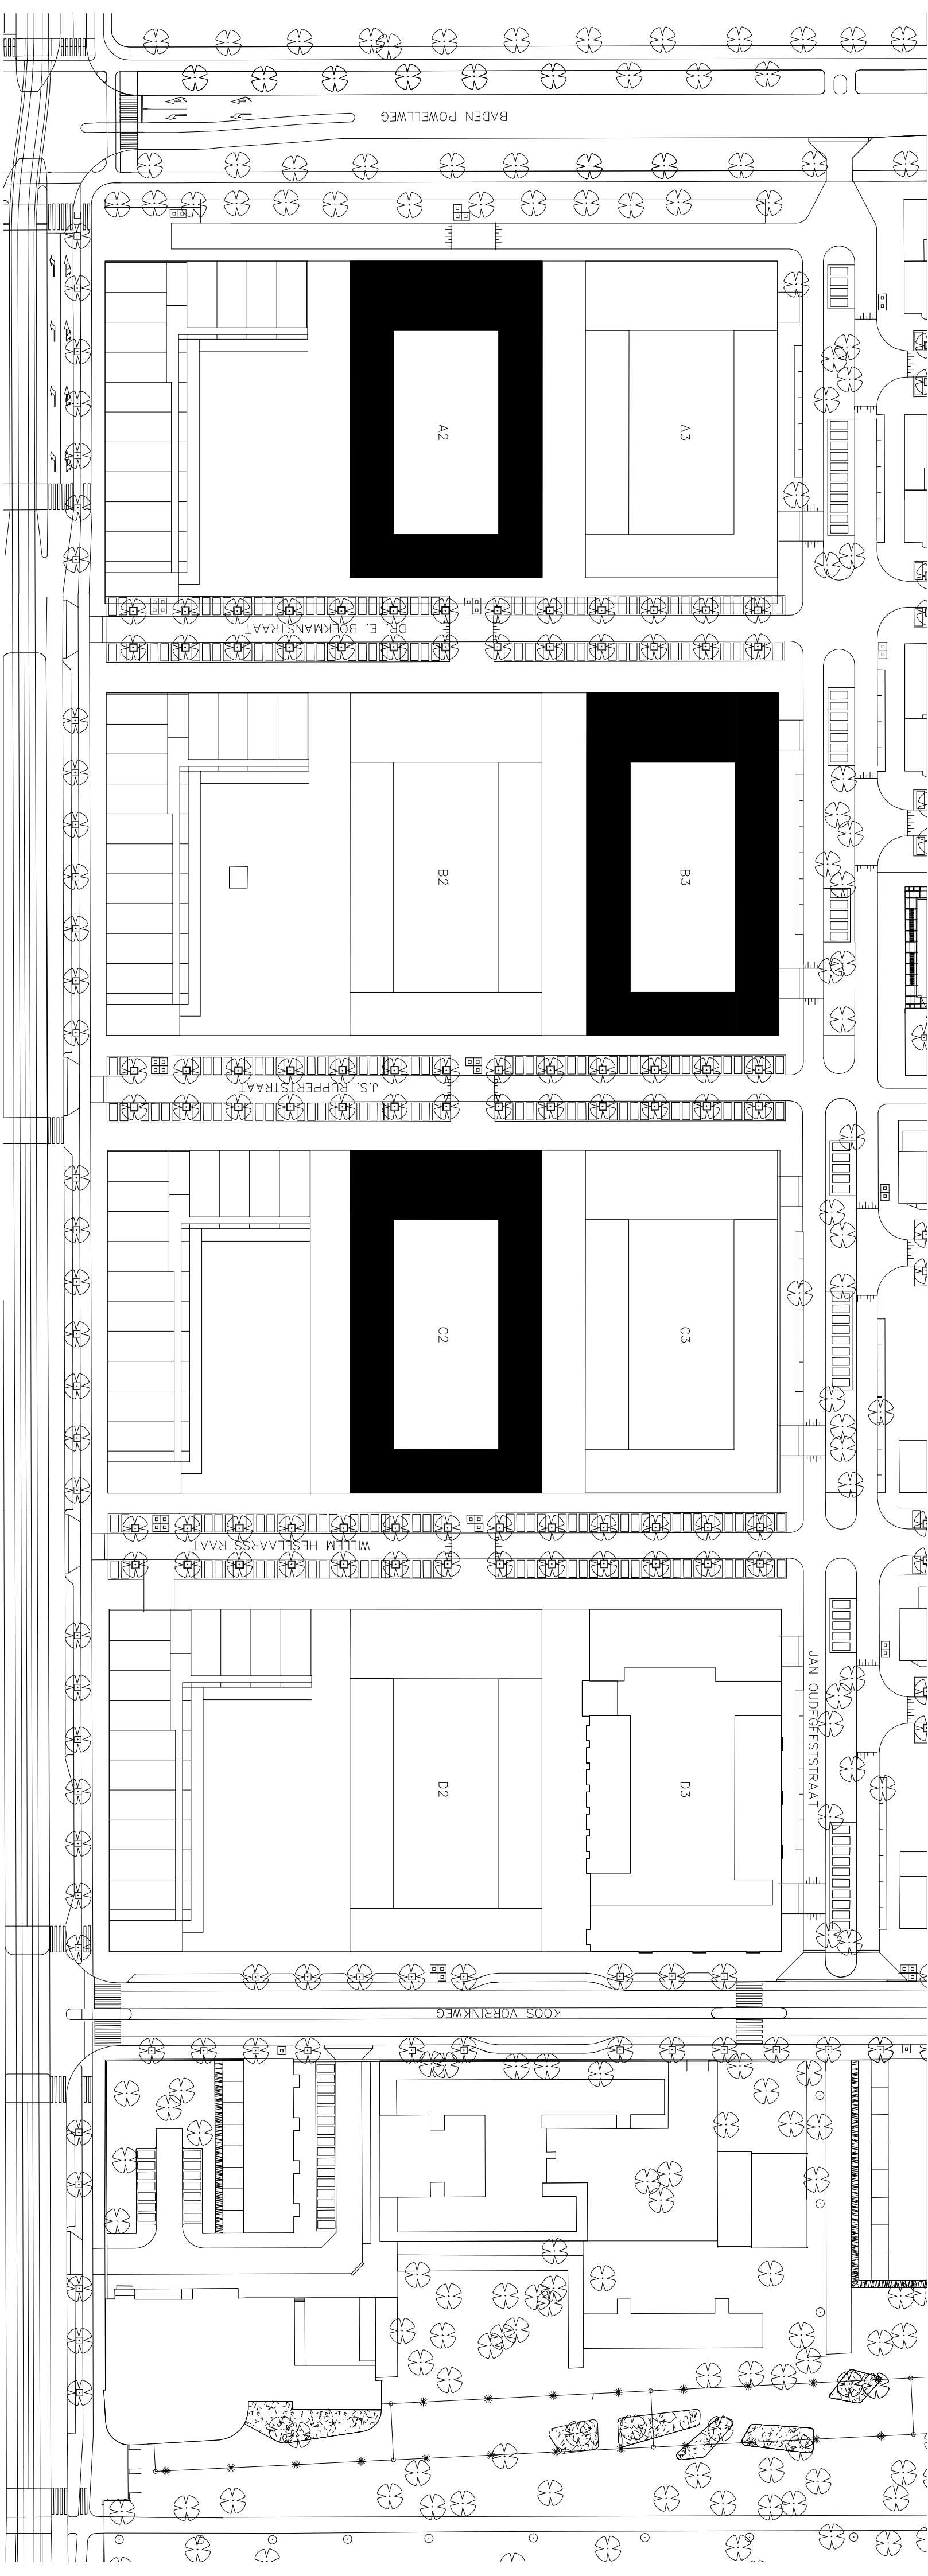 BADEN POWELLWEG
A2
A3
DR. E. BOEKMANSTRAAT
B2
B3
J.S. RUPPERTSTRAAT
C2
C3
WILLEM HESELAARSSTRAAT
JAN OUDEGEESTSTRAAT
D2
D3
KOOS VORRINKWEG